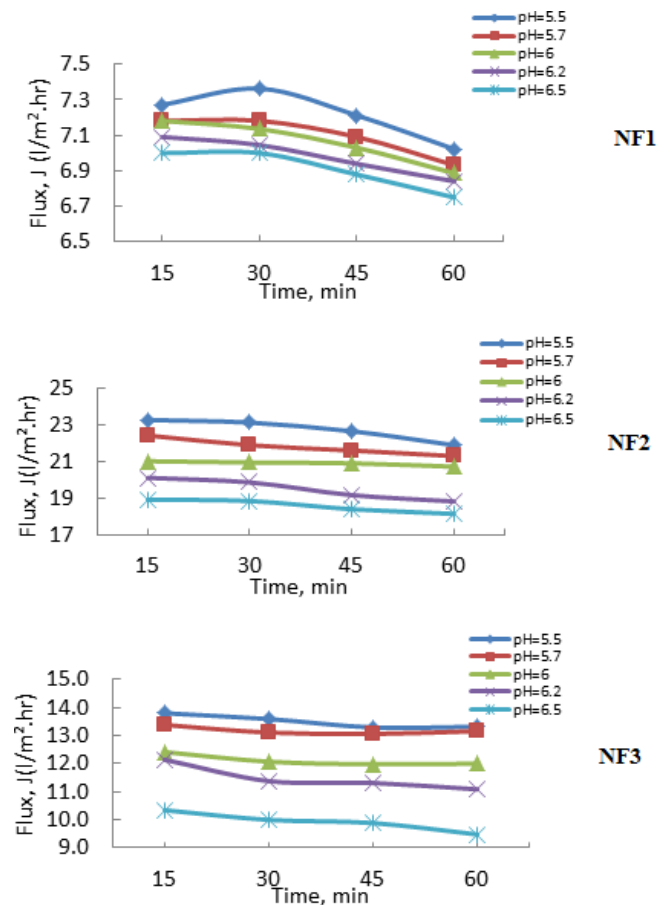 pH=5.5
pH=5.7
pH=6
pH=6.2
pH=6.5
7.5
7.3
7.1
6.9
6.7
6.5
Flux, J (l/m².hr)
15 30 45 60
Time, min
NF1
pH=5.5
pH=5.7
pH=6
pH=6.2
pH=6.5
25
23
21
19
17
Flux, J(l/m².hr)
15 30 45 60
Time, min
NF2
pH=5.5
pH=5.7
pH=6
pH=6.2
pH=6.5
15.0
14.0
13.0
12.0
11.0
10.0
9.0
Flux, J(l/m².hr)
15 30 45 60
Time, min
NF3